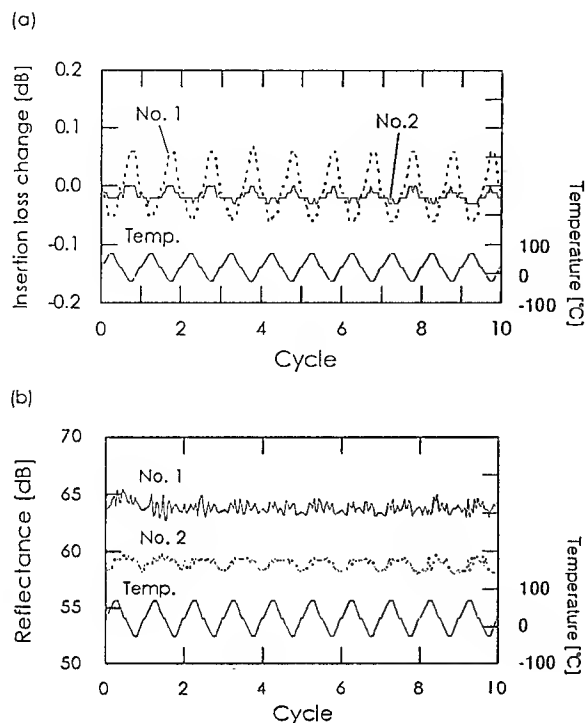 (a)
Insertion loss change [dB]
0.2
0.1
0.0
-0.1
-0.2
No. 1
No.2
Temp.
100
0
-100
Temperature [℃]
0 2 4 6 8 10
Cycle
(b)
Reflectance [dB]
70
65
60
55
50
No. 1
No. 2
Temp.
100
0
-100
Temperature [℃]
0 2 4 6 8 10
Cycle